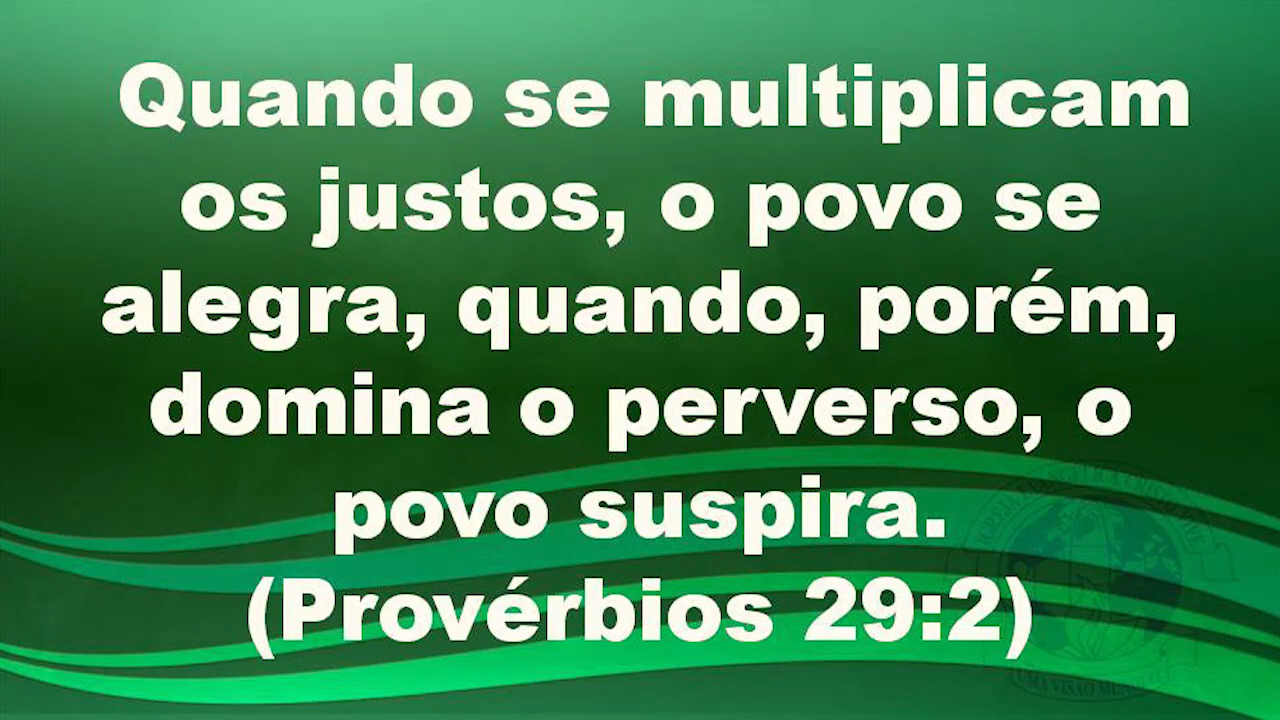 Quando se multiplicam
os justos, o povo se
alegra, quando, porém,
domina o perverso, o
povo suspira.
(Provérbios 29:2)